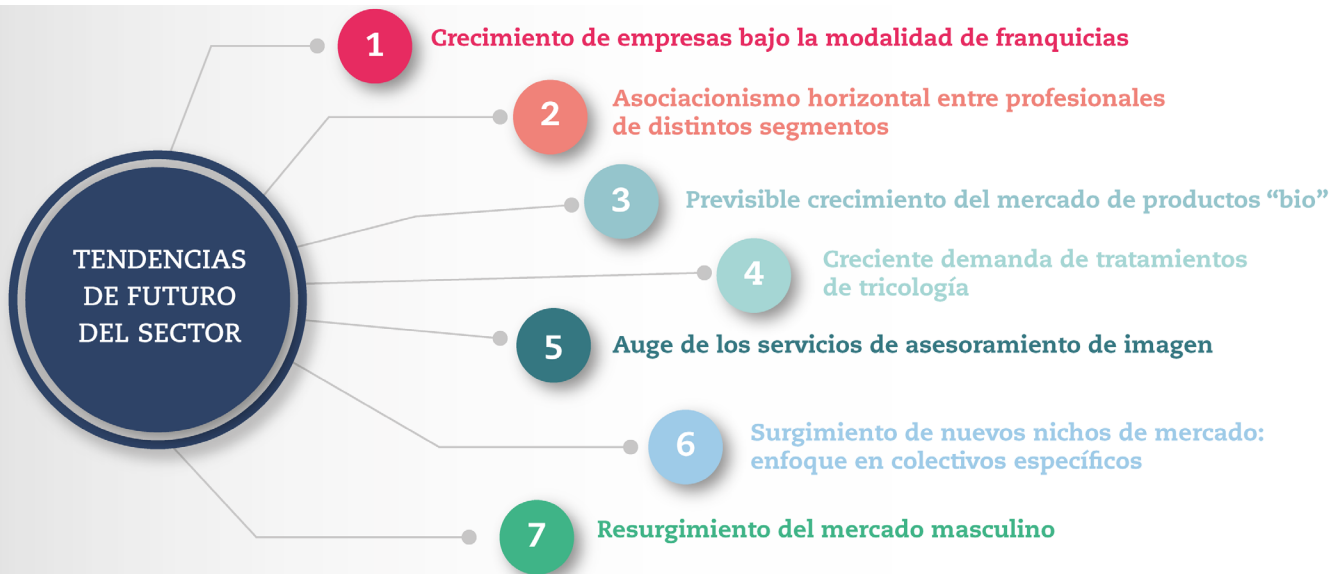 TENDENCIAS
DE FUTURO
DEL SECTOR
1
Crecimiento de empresas bajo la modalidad de franquicias
2
Asociacionismo horizontal entre profesionales
de distintos segmentos
3
Previsible crecimiento del mercado de productos “bio”
4
Creciente demanda de tratamientos
de tricología
5
Auge de los servicios de asesoramiento de imagen
6
Surgimiento de nuevos nichos de mercado:
enfoque en colectivos específicos
7
Resurgimiento del mercado masculino